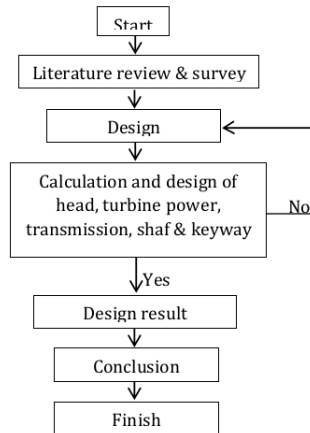 Start
Literature review & survey
Design
Calculation and design of
head, turbine power,
transmission, shaf & keyway
No
Yes
Design result
Conclusion
Finish